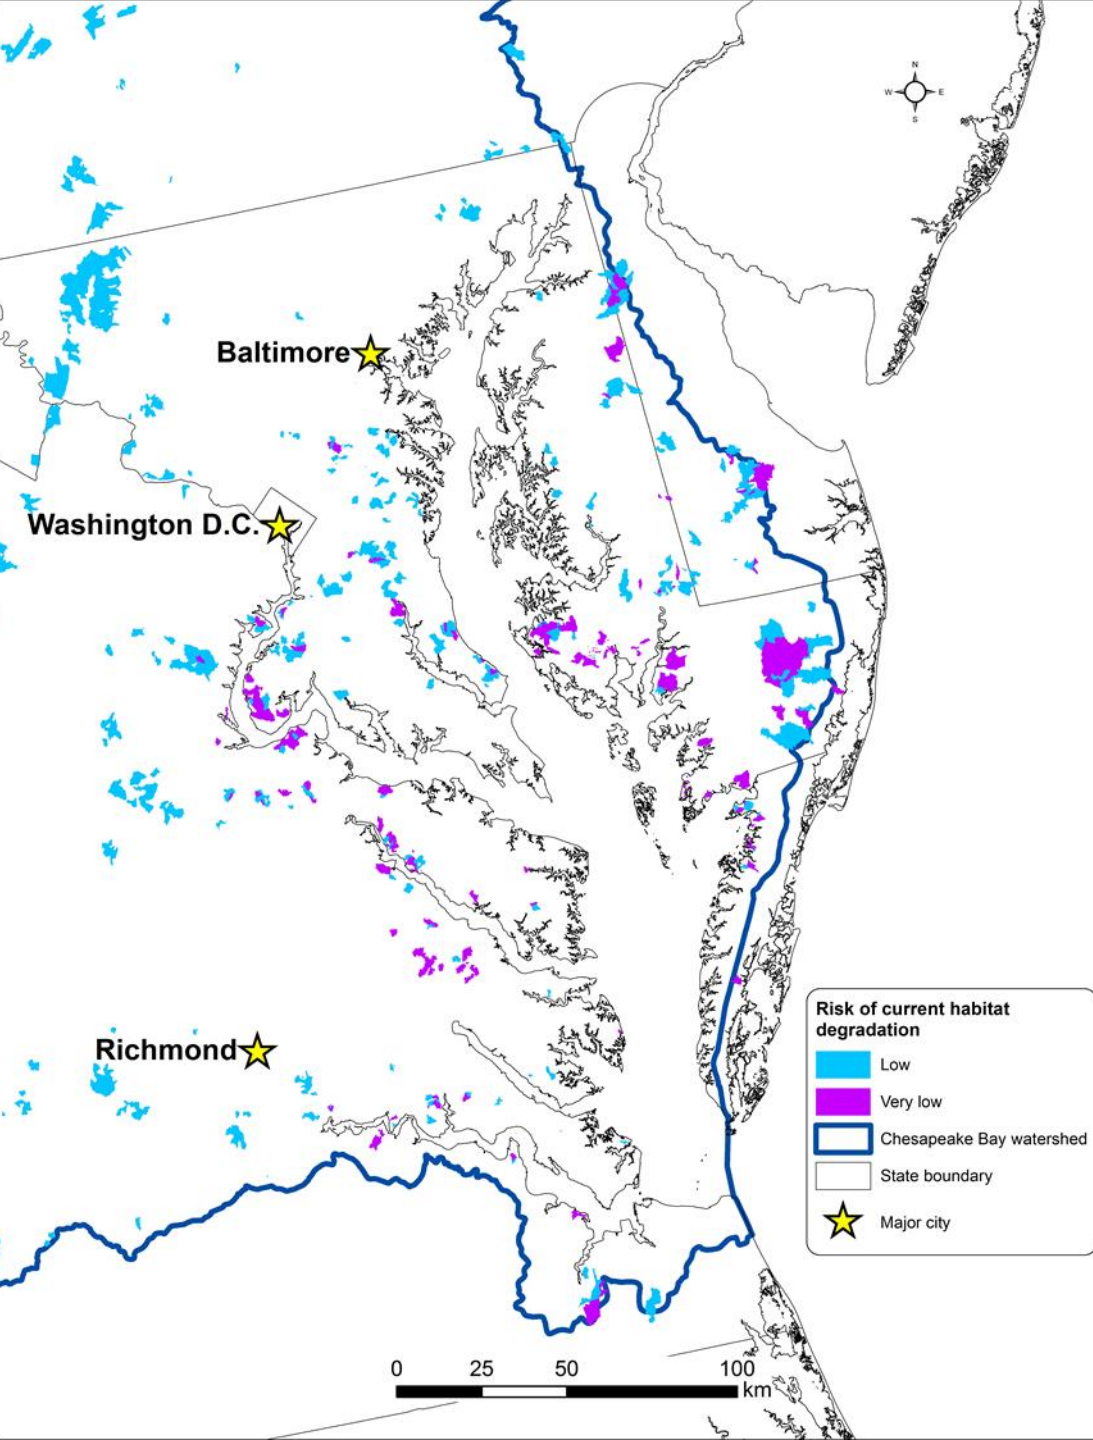 N
W E
S
Baltimore
Washington D.C.
Richmond
Risk of current habitat
degradation
Low
Very low
Chesapeake Bay watershed
State boundary
Major city
0 25 50 100
km